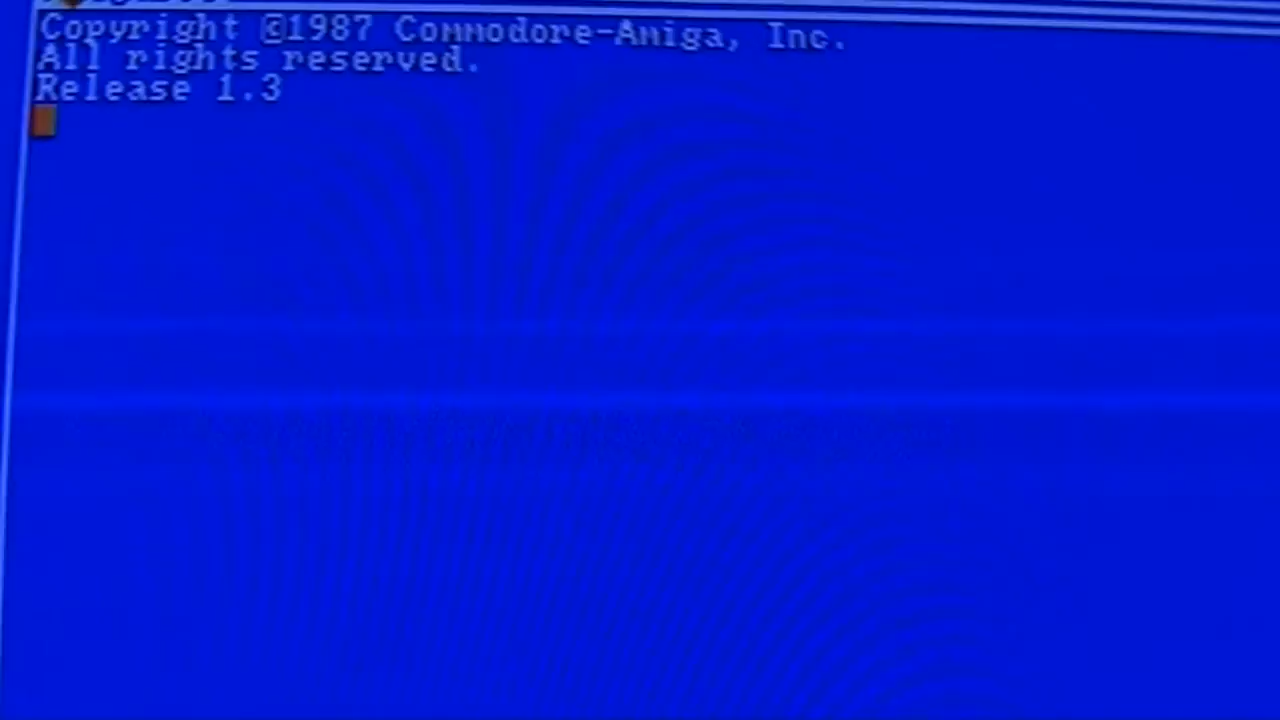 Copyright ©1987 Commodore-Amiga, Inc.
All rights reserved.
Release 1.3